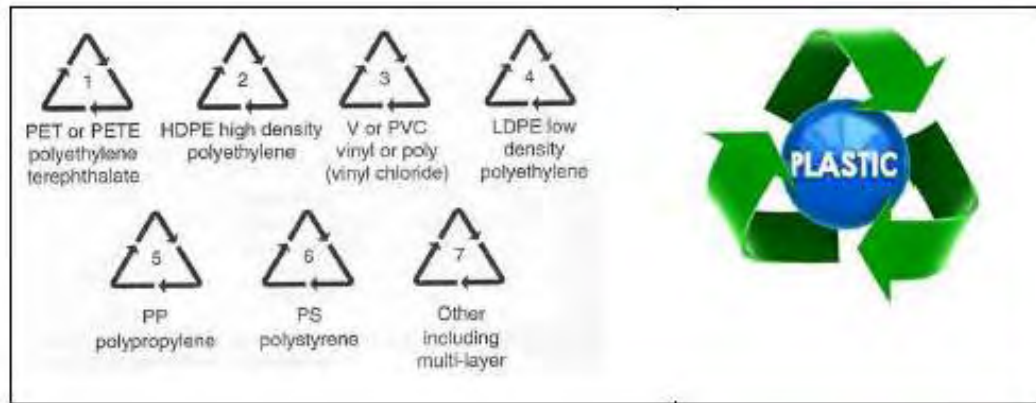 1
PET or PETE
polyethylene
terephthalate
2
HDPE high density
polyethylene
3
V or PVC
vinyl or poly
(vinyl chloride)
4
LDPE low
density
polyethylene
5
PP
polypropylene
6
PS
polystyrene
7
Other
including
multi-layer
PLASTIC